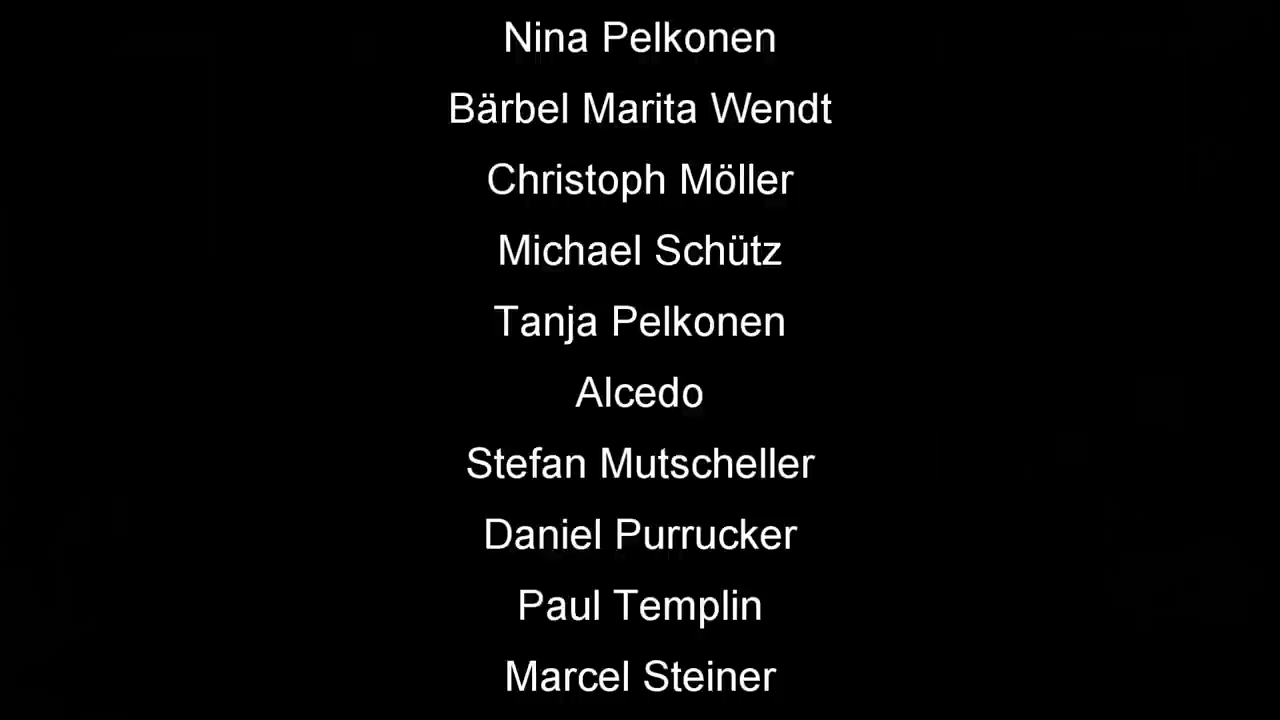 Nina Pelkonen
Bärbel Marita Wendt
Christoph Möller
Michael Schütz
Tanja Pelkonen
Alcedo
Stefan Mutscheller
Daniel Purrucker
Paul Templin
Marcel Steiner